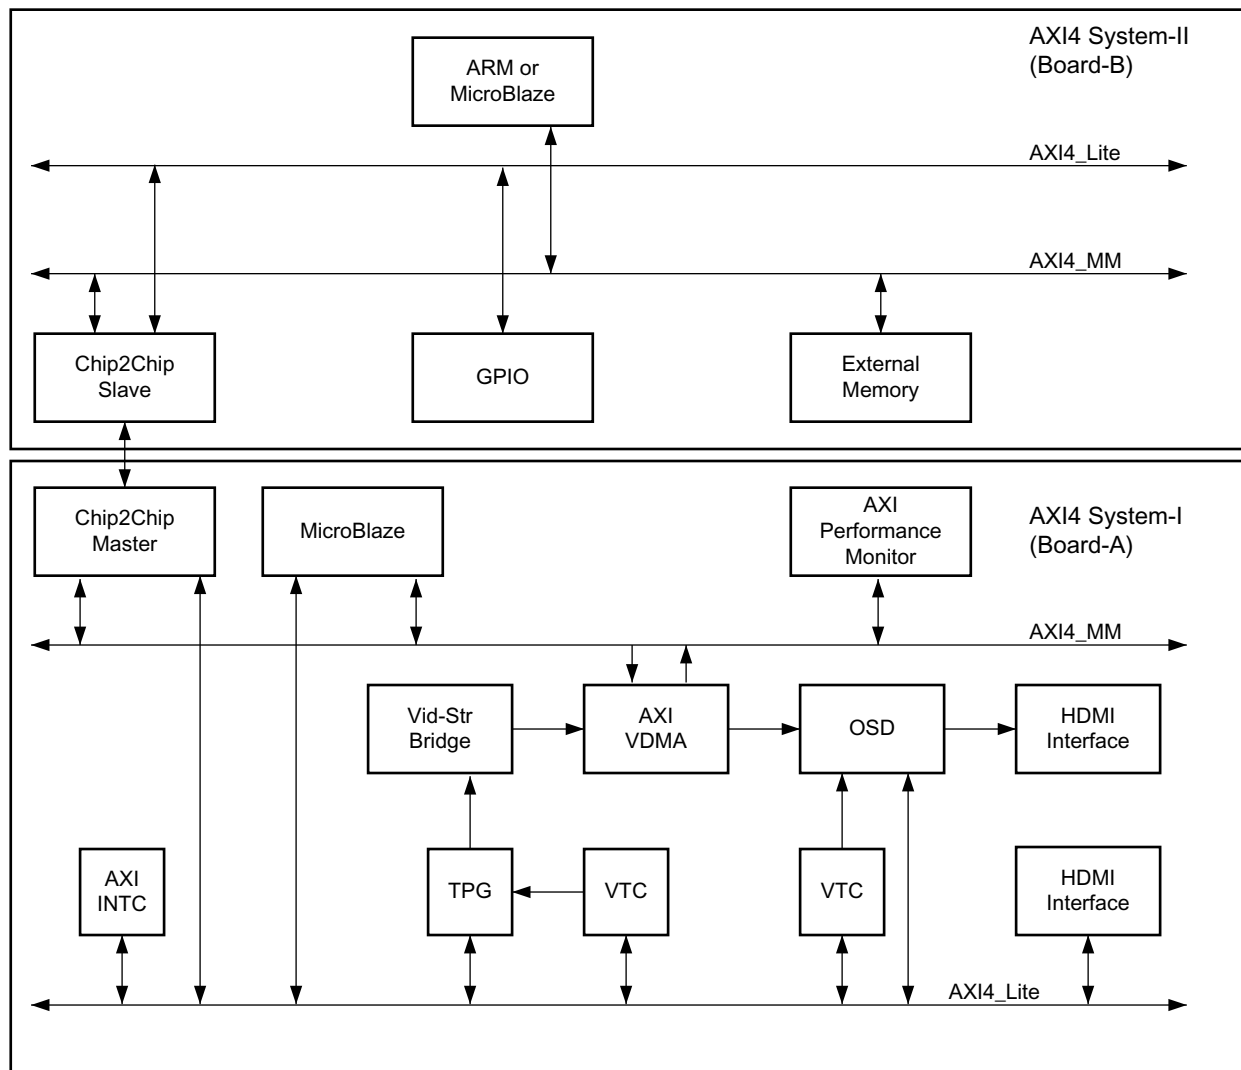 AXI4 System-II
(Board-B)
ARM or
MicroBlaze
AXI4_Lite
AXI4_MM
Chip2Chip
Slave
GPIO
External
Memory
Chip2Chip
Master
MicroBlaze
AXI
Performance
Monitor
AXI4 System-I
(Board-A)
AXI4_MM
Vid-Str
Bridge
AXI
VDMA
OSD
HDMI
Interface
AXI
INTC
TPG
VTC
VTC
HDMI
Interface
AXI4_Lite